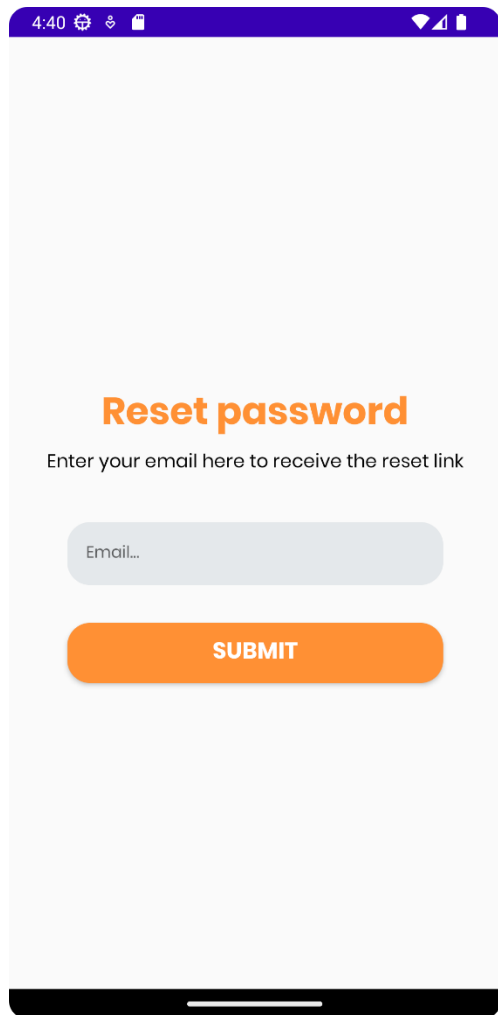 4:40
Reset password
Enter your email here to receive the reset link
Email...
SUBMIT